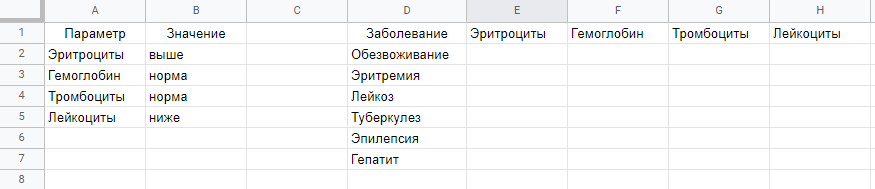 A B C D E F G H
1 Параметр Значение Заболевание Эритроциты Гемоглобин Тромбоциты Лейкоциты
2 Эритроциты выше Обезвоживание
3 Гемоглобин норма Эритремия
4 Тромбоциты норма Лейкоз
5 Лейкоциты ниже Туберкулез
6 Эпилепсия
7 Гепатит
8